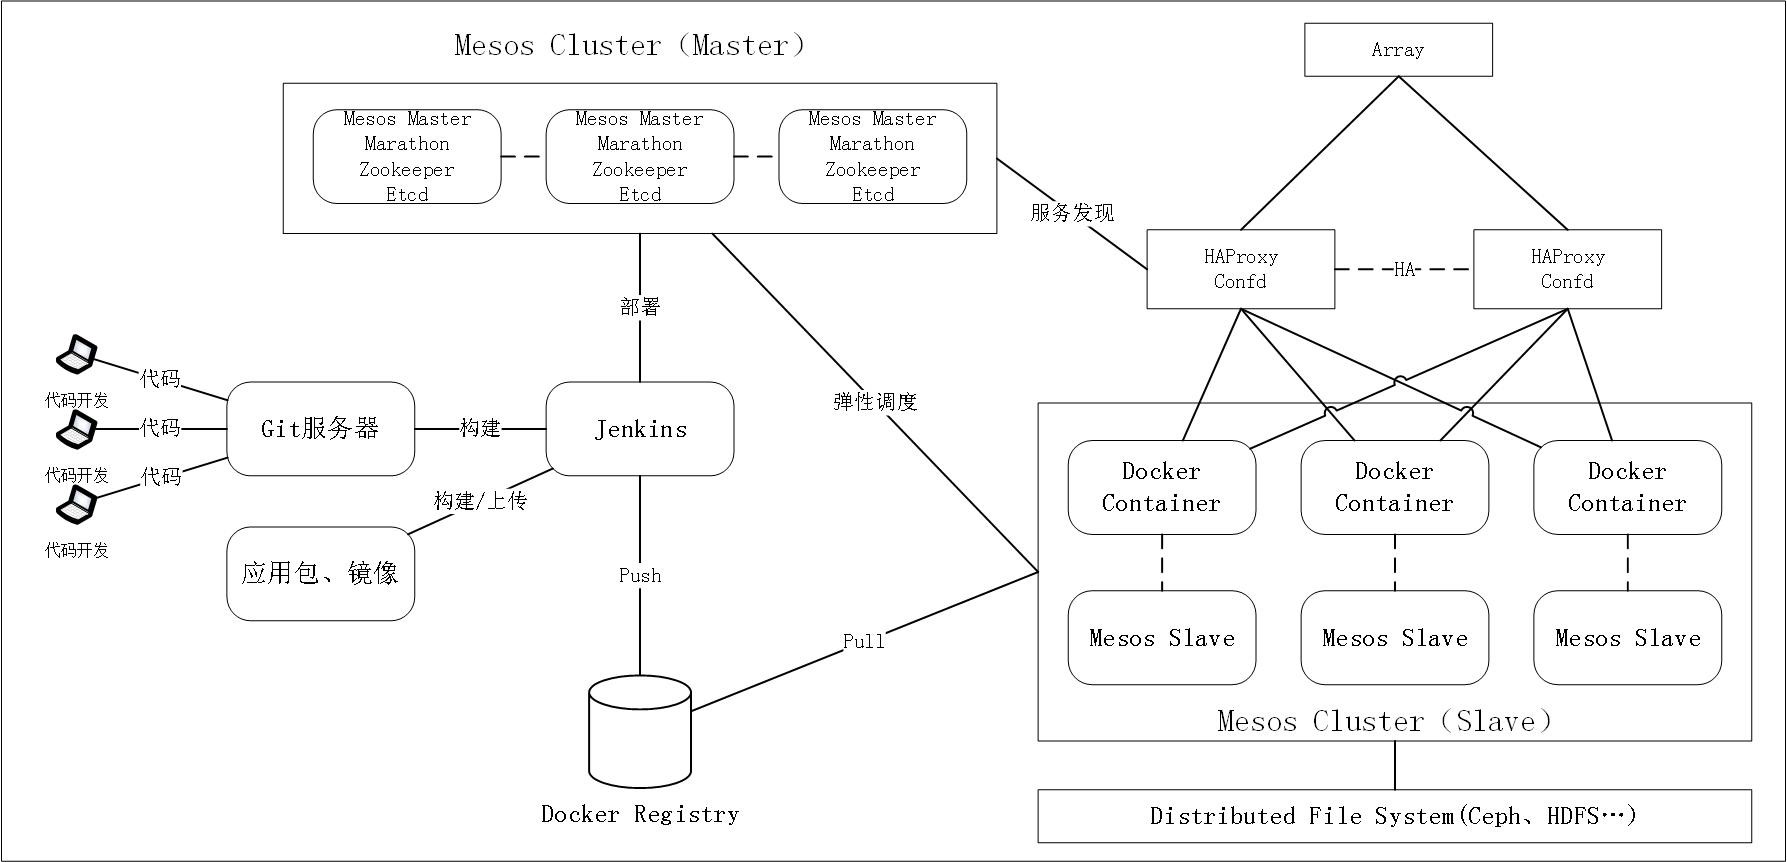 Mesos Cluster（Master）
Mesos Master
Marathon
Zookeeper
Etcd
Mesos Master
Marathon
Zookeeper
Etcd
Mesos Master
Marathon
Zookeeper
Etcd
Array
服务发现
HAProxy
Confd
HA
HAProxy
Confd
部署
弹性调度
代码开发
代码
代码开发
代码
代码开发
代码
Git服务器
构建
Jenkins
构建/上传
应用包、镜像
Push
Pull
Docker Registry
Docker
Container
Docker
Container
Docker
Container
Mesos Slave
Mesos Slave
Mesos Slave
Mesos Cluster（Slave）
Distributed File System(Ceph、HDFS…)